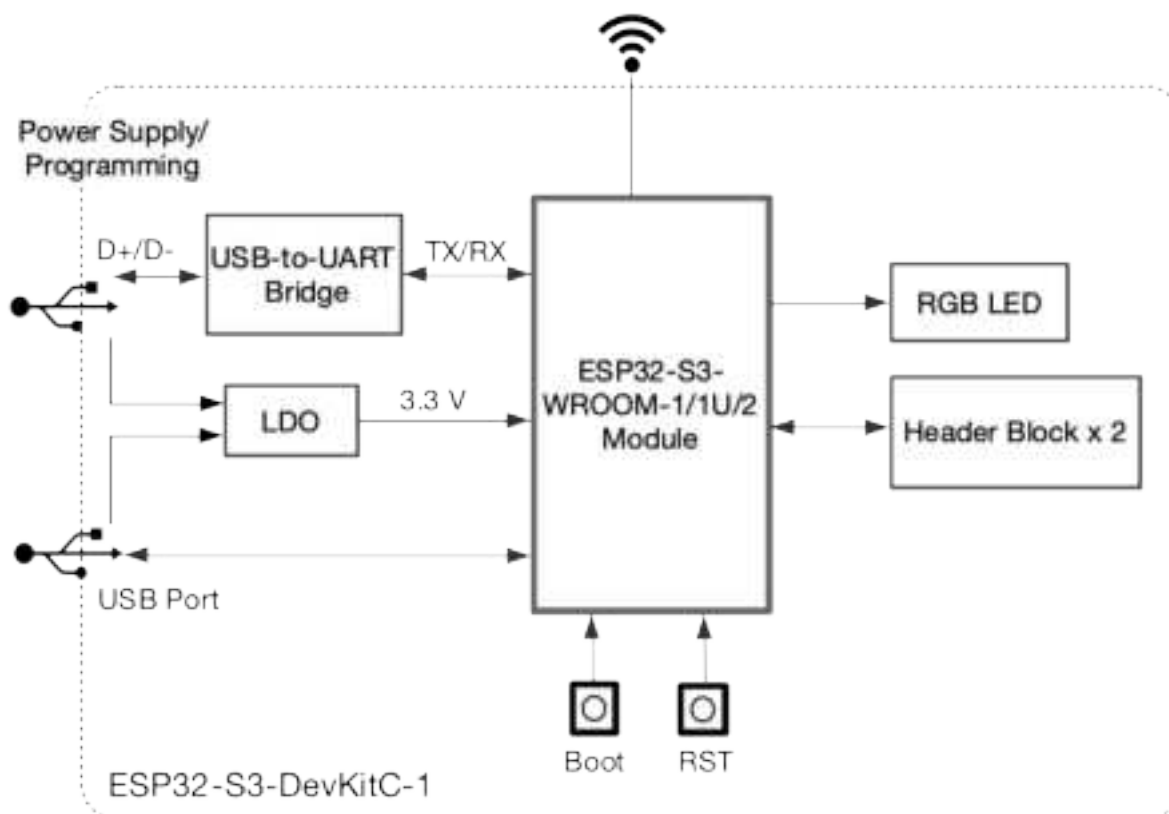 Power Supply/
Programming
D+/D-
USB-to-UART
Bridge
TX/RX
LDO
3.3 V
ESP32-S3-
WROOM-1/1U/2
Module
RGB LED
Header Block x 2
USB Port
Boot
RST
ESP32-S3-DevKitC-1